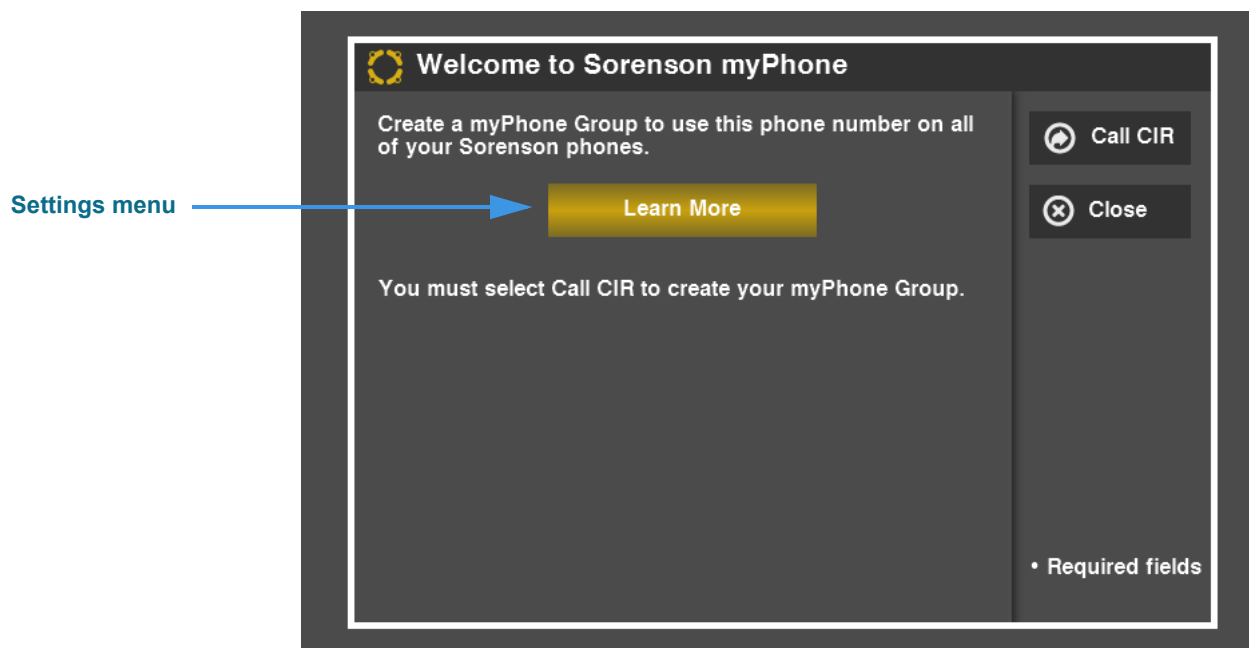 Welcome to Sorenson myPhone
Create a myPhone Group to use this phone number on all
of your Sorenson phones.
Call CIR
Settings menu
Learn More
Close
You must select Call CIR to create your myPhone Group.
• Required fields